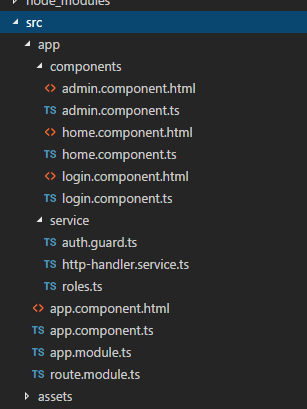 node_modules
src
app
components
<> admin.component.html
TS admin.component.ts
<> home.component.html
TS home.component.ts
<> login.component.html
TS login.component.ts
service
TS auth.guard.ts
TS http-handler.service.ts
TS roles.ts
<> app.component.html
TS app.component.ts
TS app.module.ts
TS route.module.ts
assets